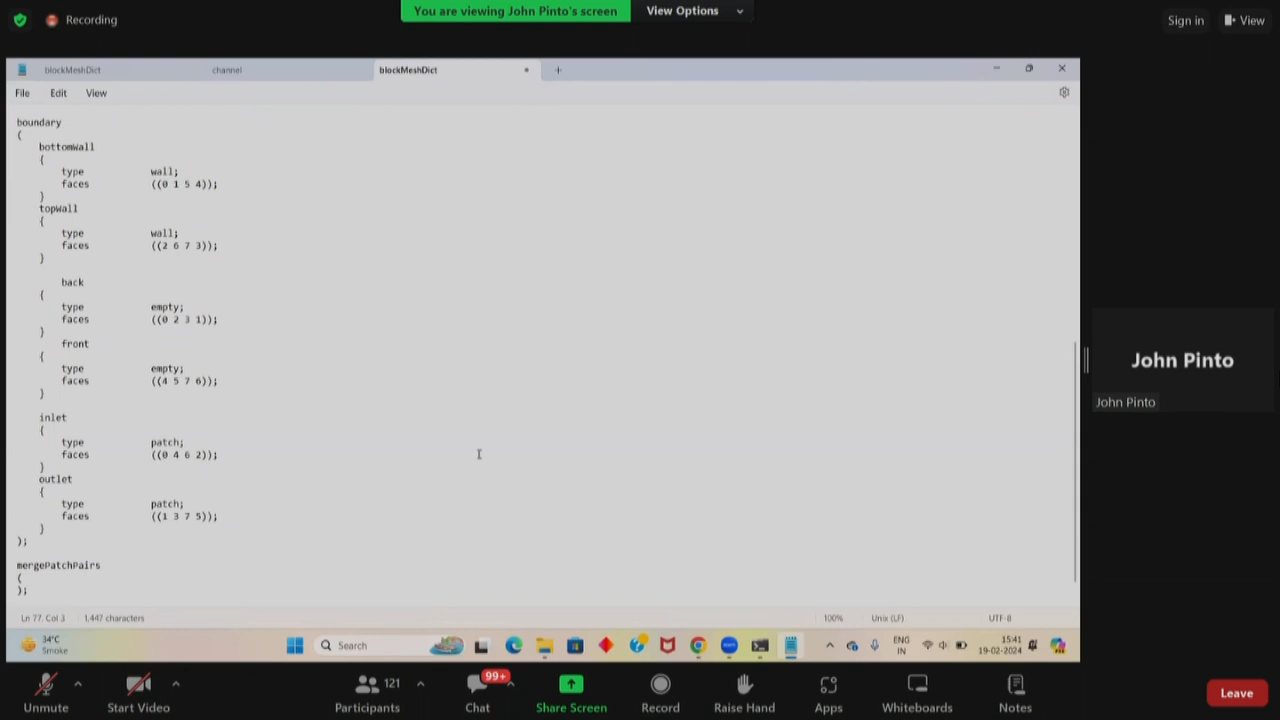 Recording
You are viewing John Pinto's screen
View Options
Sign in
View
blockMeshDict
channel
blockMeshDict
File
Edit
View
boundary
(
bottomWall
{
type wall;
faces ((0 1 5 4));
}
topWall
{
type wall;
faces ((2 6 7 3));
}
back
{
type empty;
faces ((0 2 3 1));
}
front
{
type empty;
faces ((4 5 7 6));
}
inlet
{
type patch;
faces ((0 4 6 2));
}
outlet
{
type patch;
faces ((1 3 7 5));
}
);
mergePatchPairs
(
);
John Pinto
John Pinto
Ln 77, Col 3
1,447 characters
100%
Unix (LF)
UTF-8
34°C
Smoke
Search
ENG
IN
15:41
19-02-2024
Unmute
Start Video
121
Participants
99+
Chat
Share Screen
Record
Raise Hand
Apps
Whiteboards
Notes
Leave